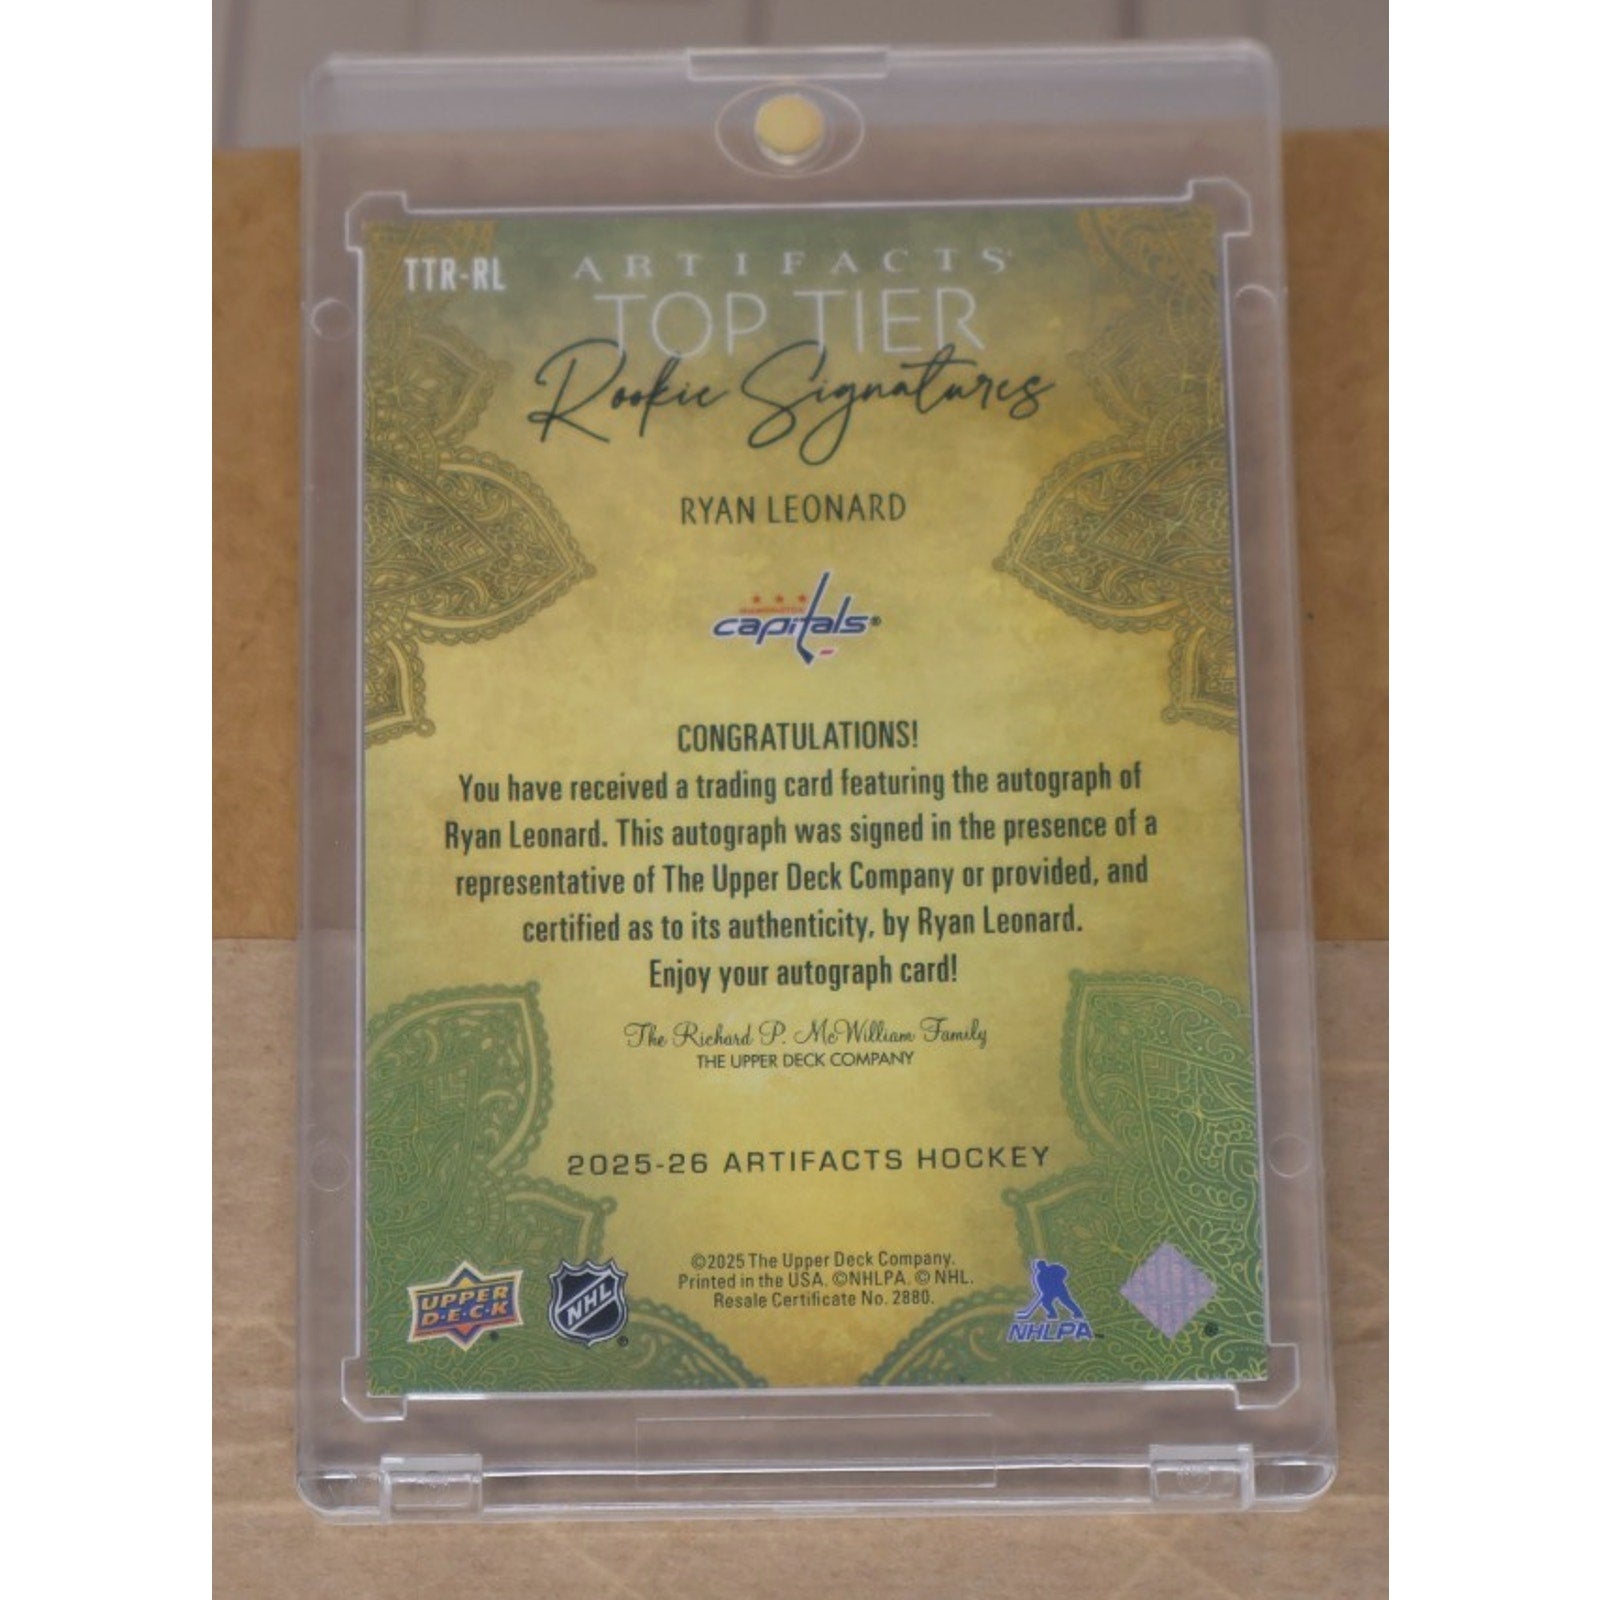 TTR-RL
ARTIFACTS
TOP TIER
Rookie Signatures
RYAN LEONARD
WASHINGTON
capitals®
CONGRATULATIONS!
You have received a trading card featuring the autograph of
Ryan Leonard. This autograph was signed in the presence of a
representative of The Upper Deck Company or provided, and
certified as to its authenticity, by Ryan Leonard.
Enjoy your autograph card!
The Richard P. McWilliam Family
THE UPPER DECK COMPANY
2025-26 ARTIFACTS HOCKEY
©2025 The Upper Deck Company.
Printed in the USA. ©NHLPA. © NHL.
Resale Certificate No. 2880.
UPPER
D·E·C·K
NHL
NHLPA